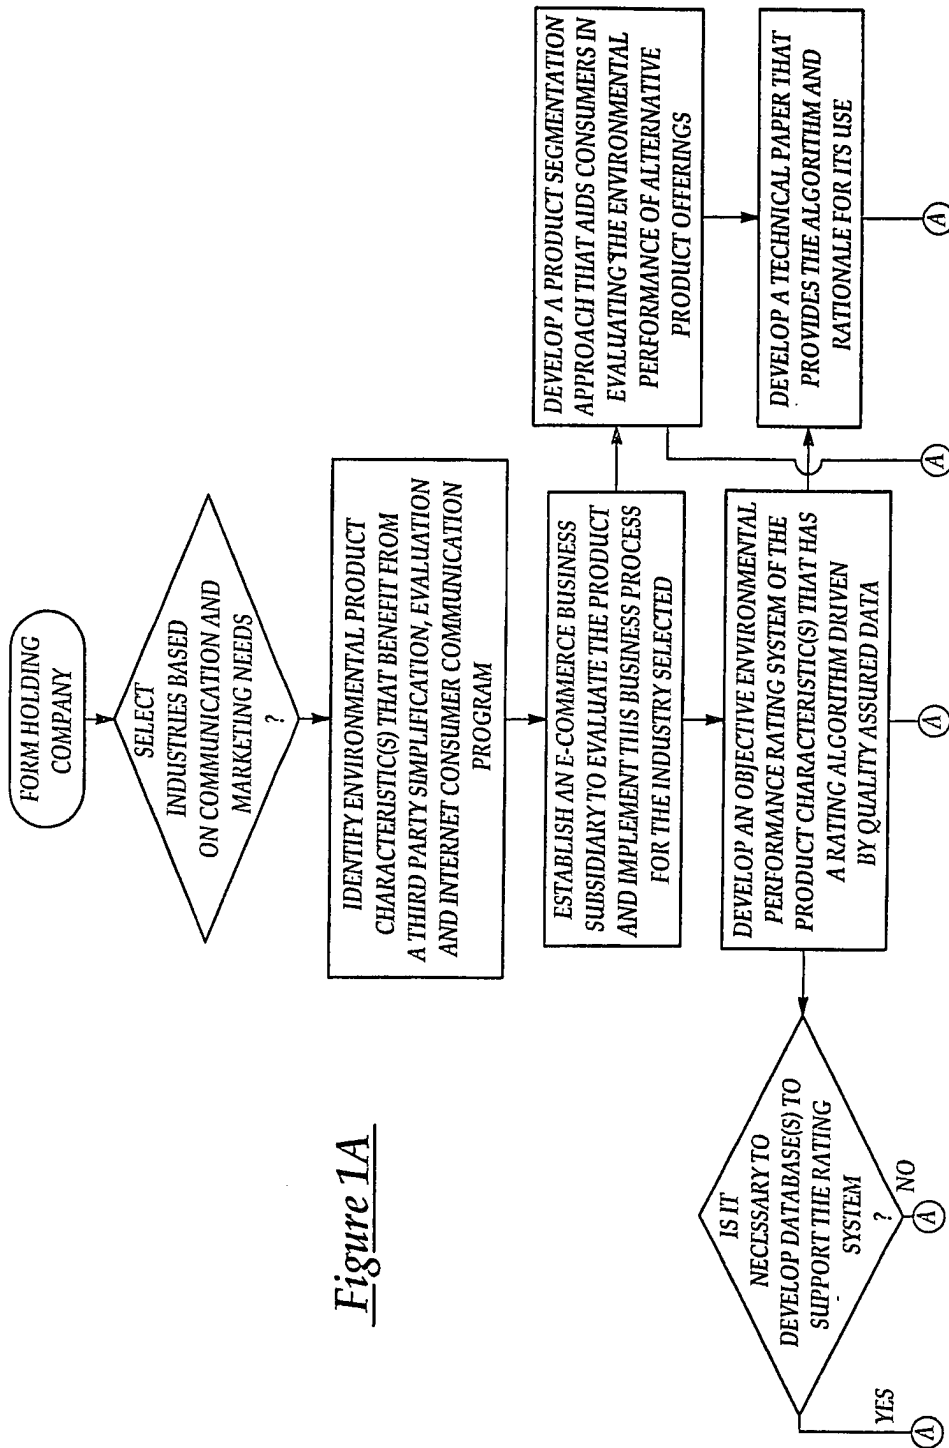 FORM HOLDING
COMPANY
SELECT
INDUSTRIES BASED
ON COMMUNICATION AND
MARKETING NEEDS
?
IDENTIFY ENVIRONMENTAL PRODUCT
CHARACTERISTIC(S) THAT BENEFIT FROM
A THIRD PARTY SIMPLIFICATION, EVALUATION
AND INTERNET CONSUMER COMMUNICATION
PROGRAM
ESTABLISH AN E-COMMERCE BUSINESS
SUBSIDIARY TO EVALUATE THE PRODUCT
AND IMPLEMENT THIS BUSINESS PROCESS
FOR THE INDUSTRY SELECTED
DEVELOP A PRODUCT SEGMENTATION
APPROACH THAT AIDS CONSUMERS IN
EVALUATING THE ENVIRONMENTAL
PERFORMANCE OF ALTERNATIVE
PRODUCT OFFERINGS
DEVELOP AN OBJECTIVE ENVIRONMENTAL
PERFORMANCE RATING SYSTEM OF THE
PRODUCT CHARACTERISTIC(S) THAT HAS
A RATING ALGORITHM DRIVEN
BY QUALITY ASSURED DATA
DEVELOP A TECHNICAL PAPER THAT
PROVIDES THE ALGORITHM AND
RATIONALE FOR ITS USE
IS IT
NECESSARY TO
DEVELOP DATABASE(S) TO
SUPPORT THE RATING
SYSTEM
?
YES
NO
A
A
A
A
A
Figure 1A